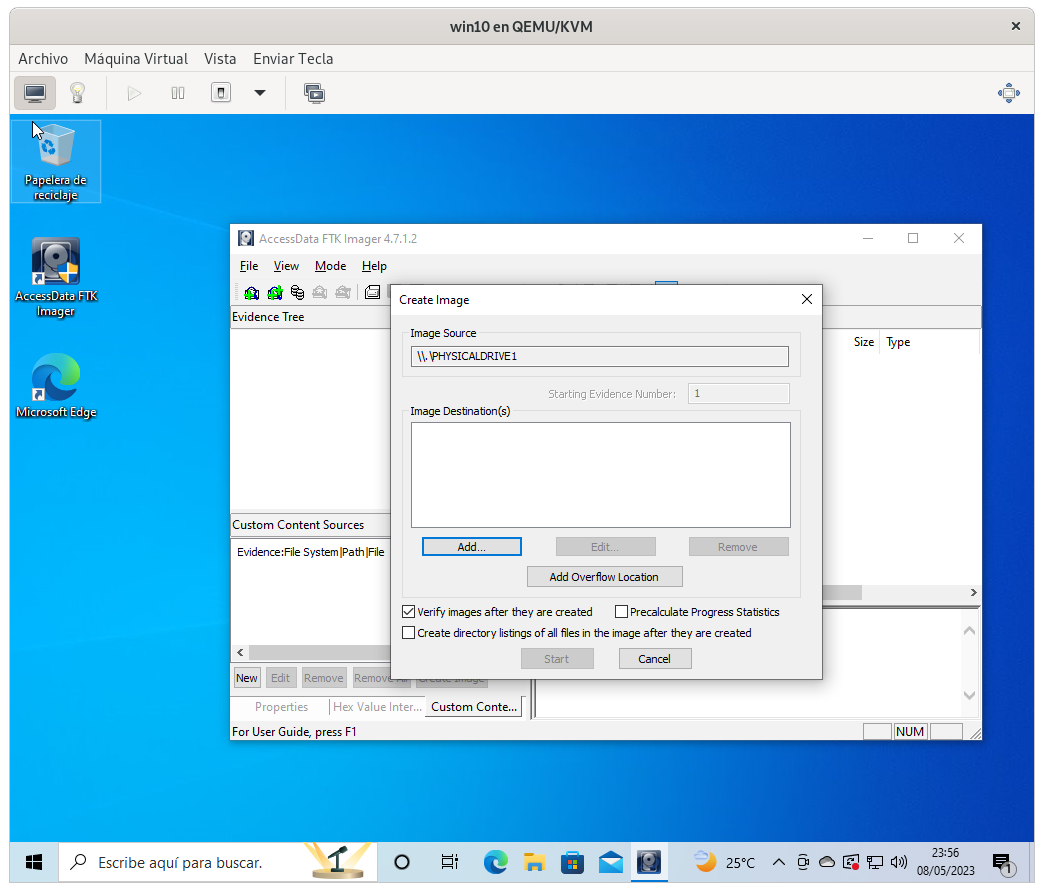 win10 en QEMU/KVM
Archivo Máquina Virtual Vista Enviar Tecla
Papelera de
reciclaje
AccessData FTK
Imager
Microsoft Edge
AccessData FTK Imager 4.7.1.2
File View Mode Help
Evidence Tree
Size Type
Custom Content Sources
Evidence:File System|Path|File
New Edit Remove Remove All Create Image
Properties Hex Value Inter... Custom Conte...
For User Guide, press F1
NUM
Create Image
Image Source
\\.\PHYSICALDRIVE1
Starting Evidence Number: 1
Image Destination(s)
Add... Edit... Remove
Add Overflow Location
Verify images after they are created Precalculate Progress Statistics
Create directory listings of all files in the image after they are created
Start Cancel
Escribe aquí para buscar.
25°C
23:56
08/05/2023
1